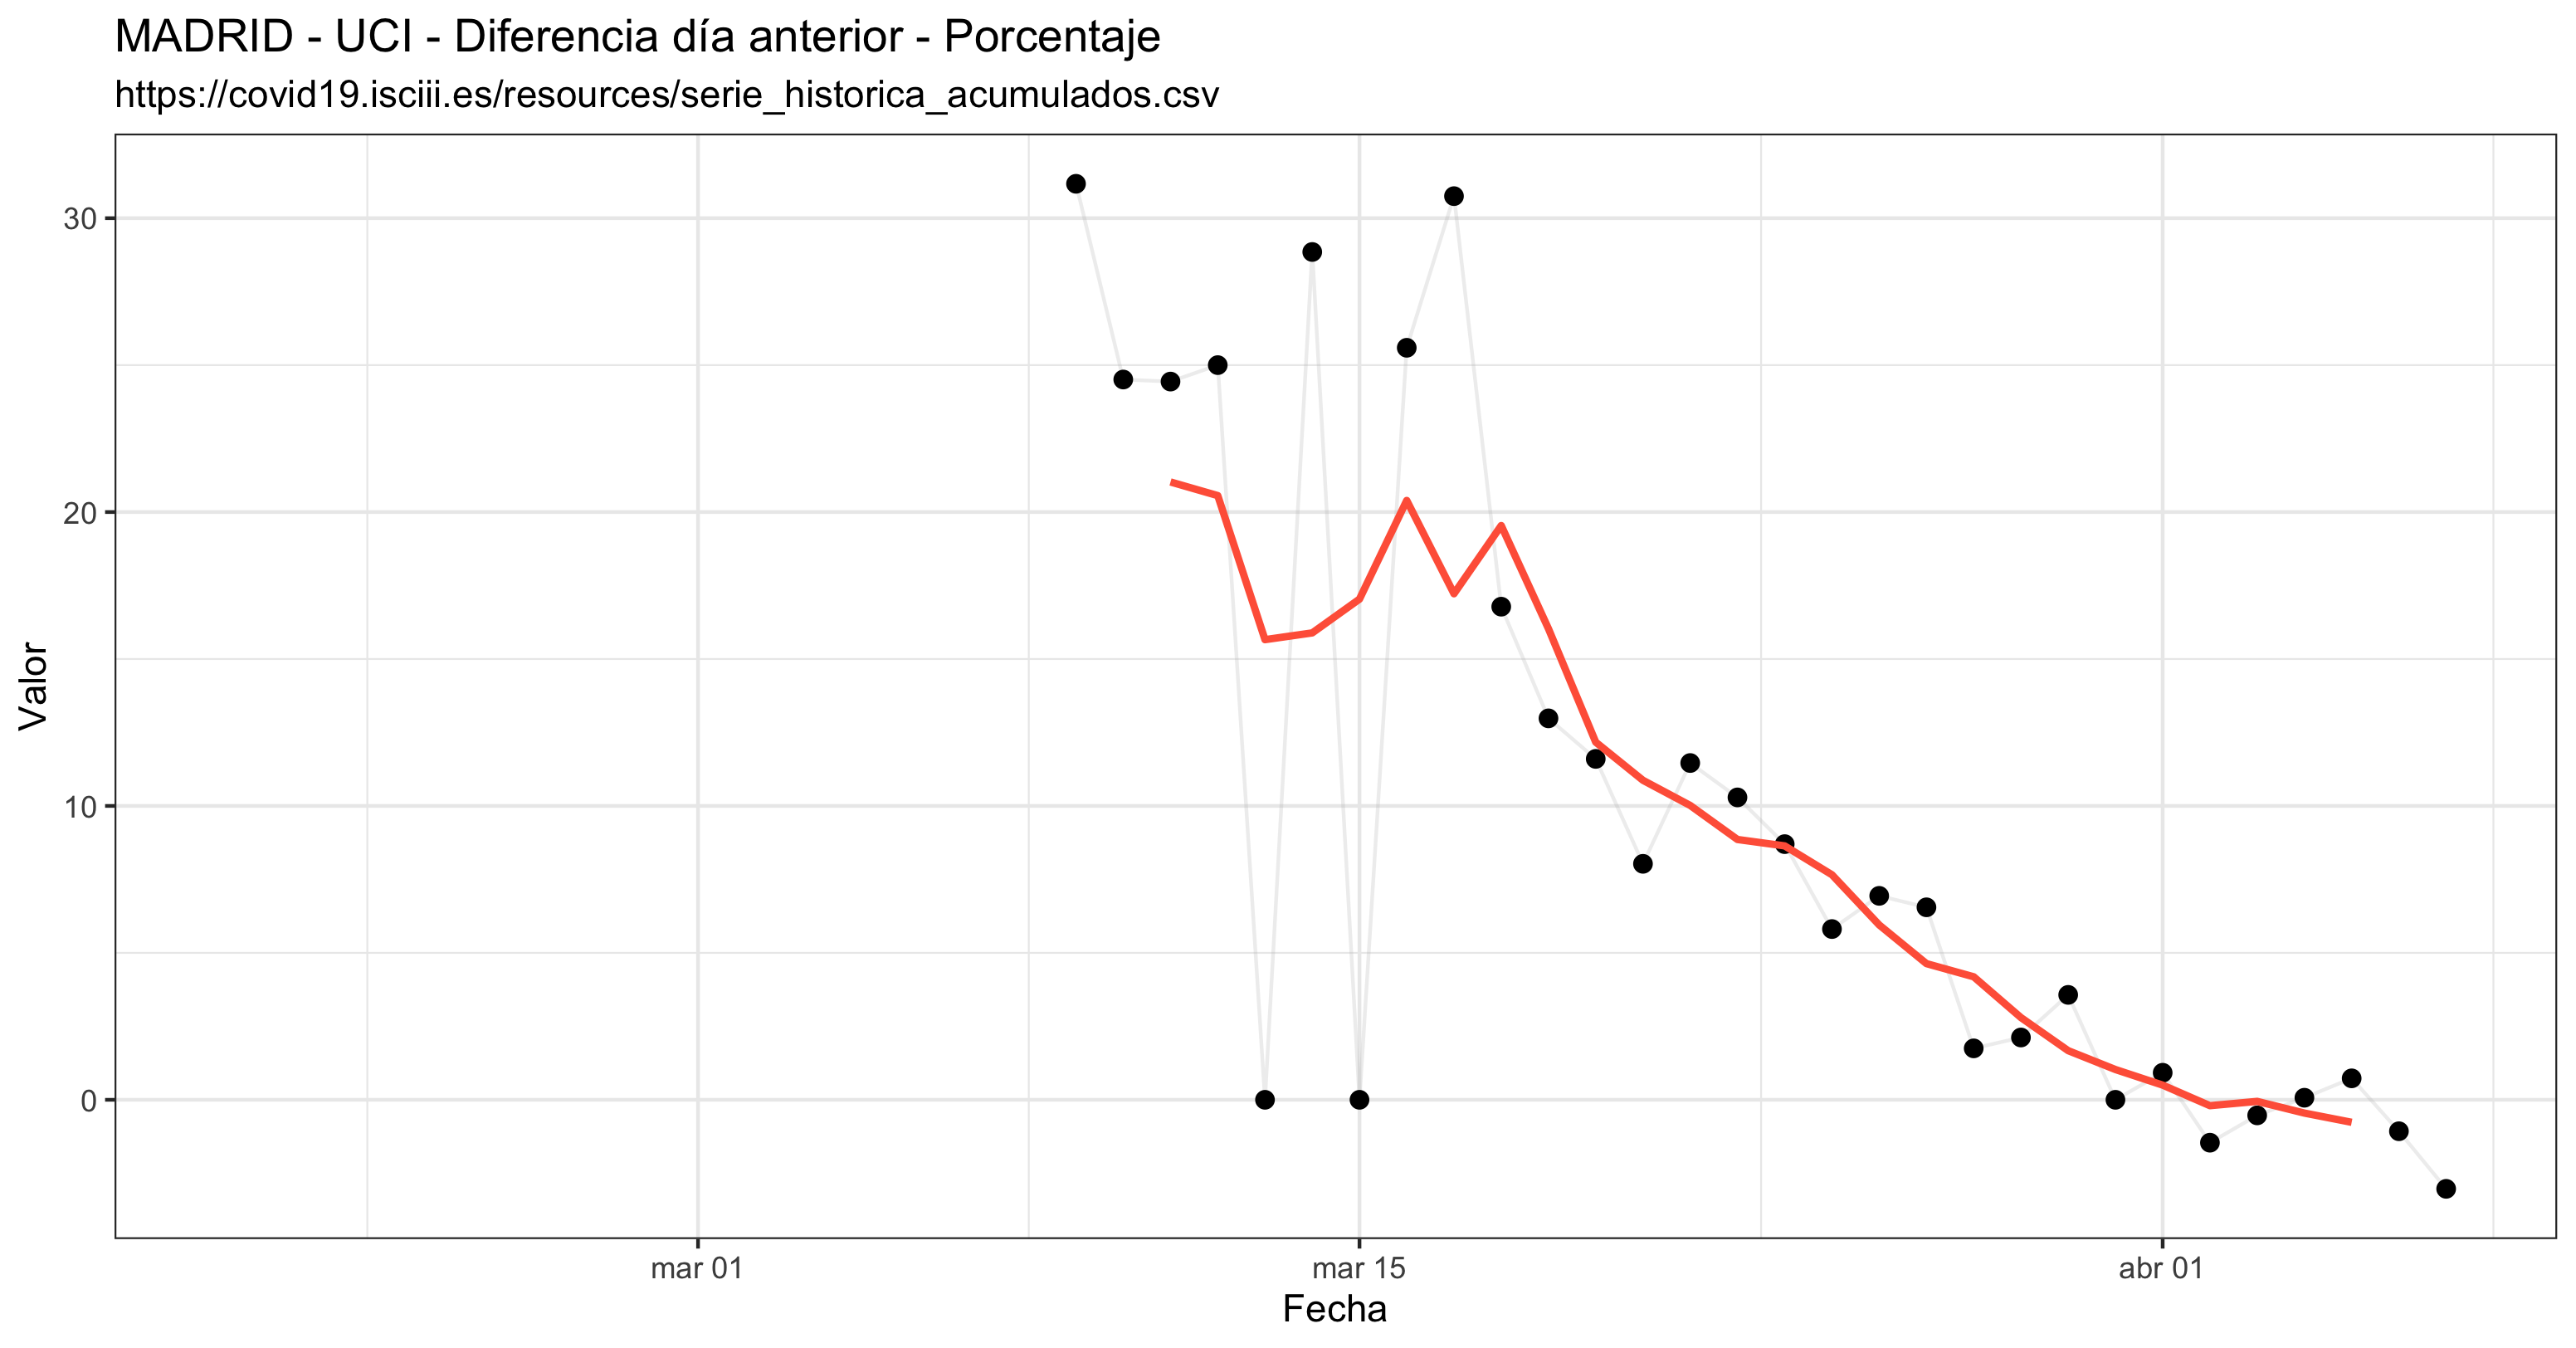 MADRID - UCI - Diferencia día anterior - Porcentaje
https://covid19.isciii.es/resources/serie_historica_acumulados.csv
30
20
10
0
Valor
mar 01
mar 15
abr 01
Fecha